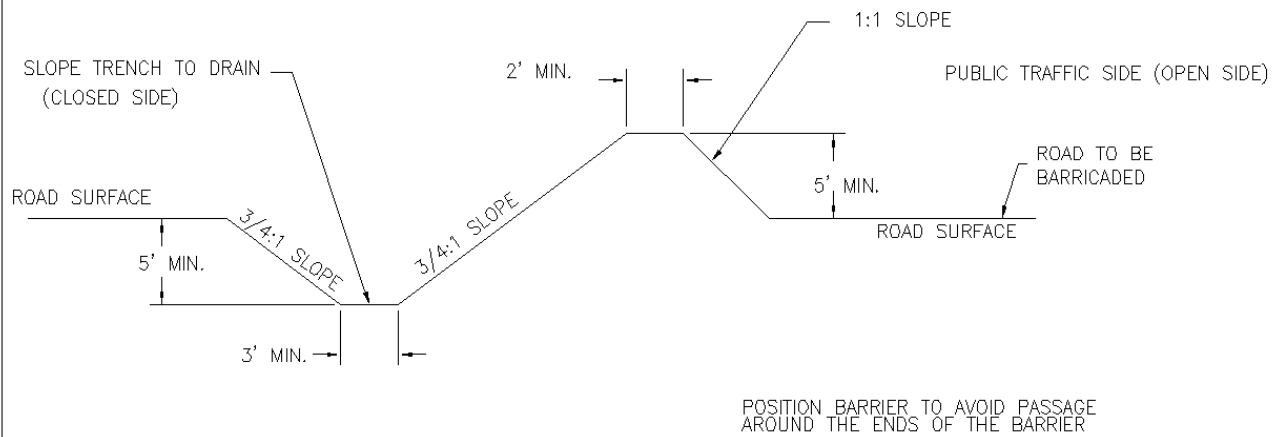 1:1 SLOPE
SLOPE TRENCH TO DRAIN
(CLOSED SIDE)
2' MIN.
PUBLIC TRAFFIC SIDE (OPEN SIDE)
ROAD TO BE
BARRICADED
5' MIN.
ROAD SURFACE
3/4:1 SLOPE
3/4:1 SLOPE
ROAD SURFACE
5' MIN.
3' MIN.
POSITION BARRIER TO AVOID PASSAGE
AROUND THE ENDS OF THE BARRIER